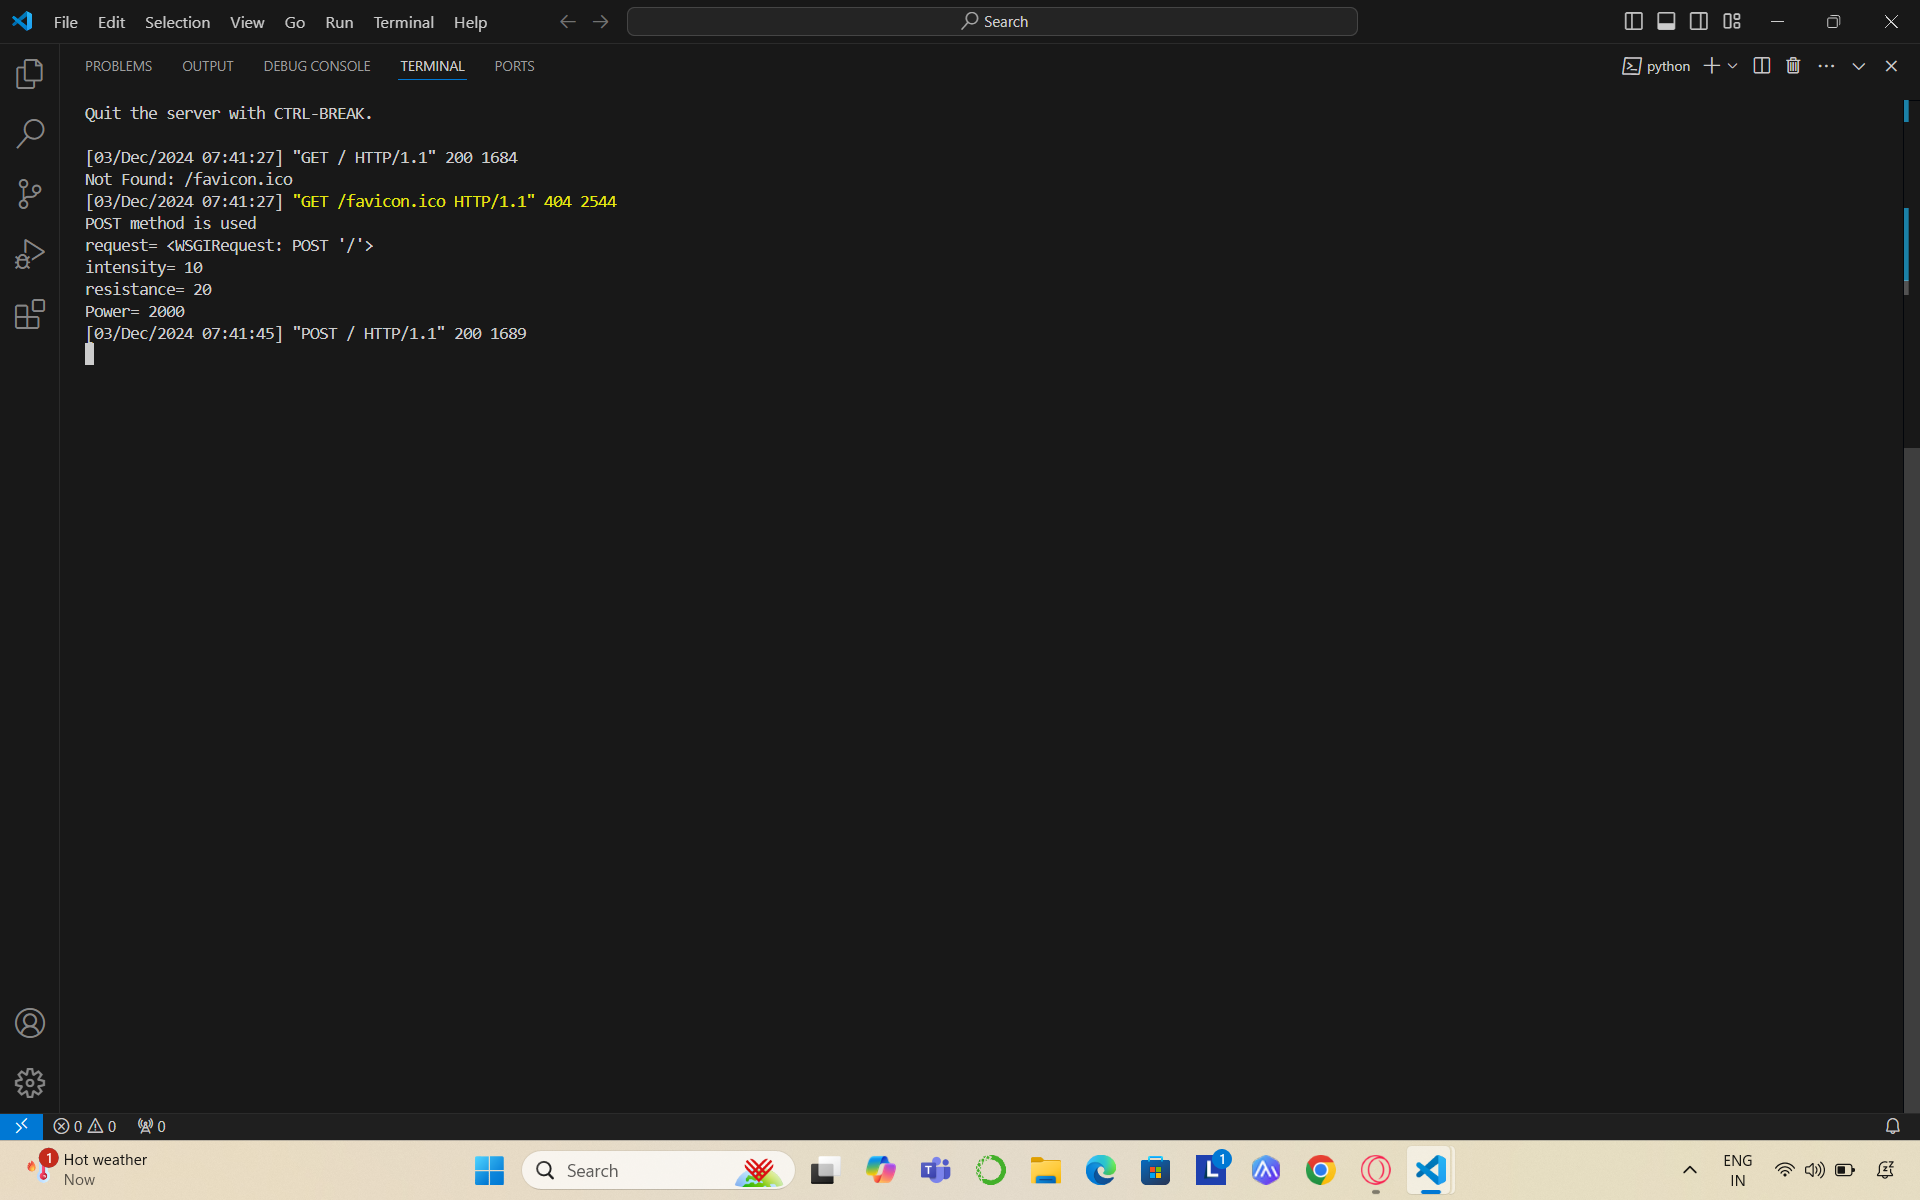 File Edit Selection View Go Run Terminal Help Search
PROBLEMS OUTPUT DEBUG CONSOLE TERMINAL PORTS python
Quit the server with CTRL-BREAK.
[03/Dec/2024 07:41:27] "GET / HTTP/1.1" 200 1684
Not Found: /favicon.ico
[03/Dec/2024 07:41:27] "GET /favicon.ico HTTP/1.1" 404 2544
POST method is used
request= <WSGIRequest: POST '/'>
intensity= 10
resistance= 20
Power= 2000
[03/Dec/2024 07:41:45] "POST / HTTP/1.1" 200 1689
0 0 0
1 Hot weather
Now
Search
T
L 1
ENG
IN